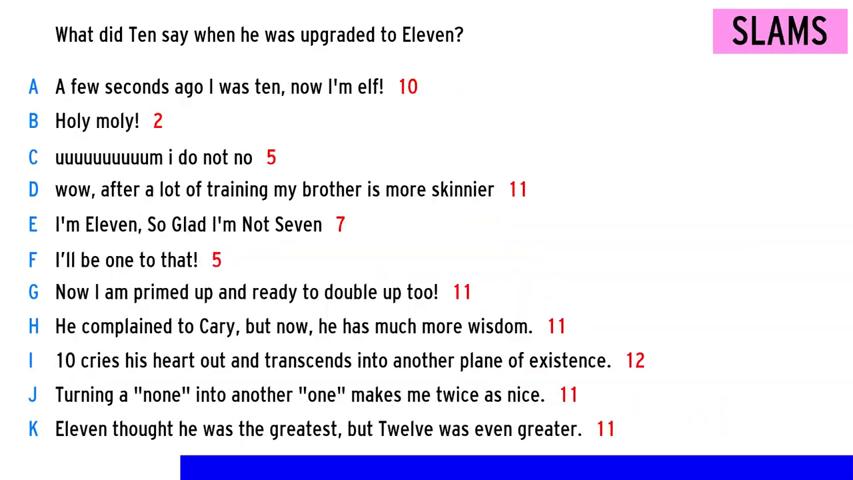 What did Ten say when he was upgraded to Eleven?
SLAMS
A A few seconds ago I was ten, now I'm elf! 10
B Holy moly! 2
C uuuuuuuuuum i do not no 5
D wow, after a lot of training my brother is more skinnier 11
E I'm Eleven, So Glad I'm Not Seven 7
F I’ll be one to that! 5
G Now I am primed up and ready to double up too! 11
H He complained to Cary, but now, he has much more wisdom. 11
I 10 cries his heart out and transcends into another plane of existence. 12
J Turning a "none" into another "one" makes me twice as nice. 11
K Eleven thought he was the greatest, but Twelve was even greater. 11